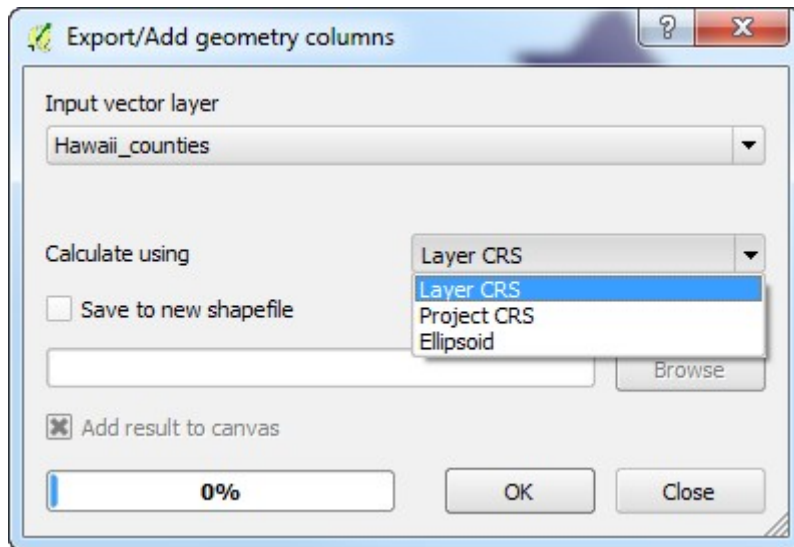 Export/Add geometry columns
Input vector layer
Hawaii_counties
Calculate using
Layer CRS
Layer CRS
Project CRS
Ellipsoid
Save to new shapefile
Browse
Add result to canvas
0%
OK
Close